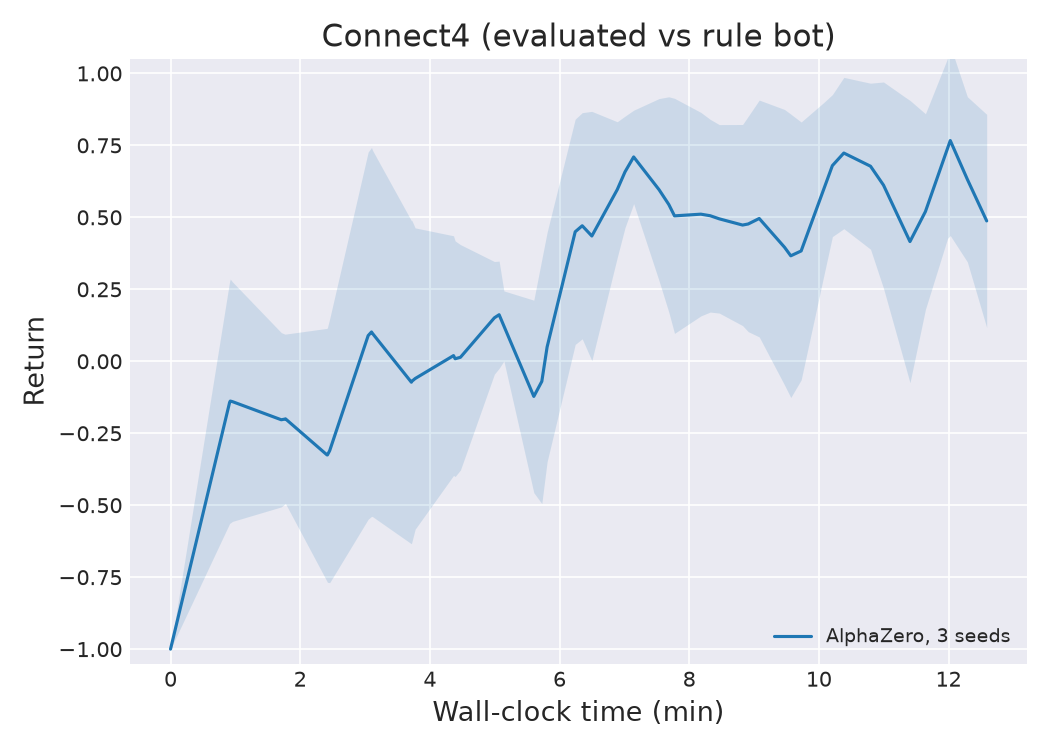 Connect4 (evaluated vs rule bot)
1.00
0.75
0.50
0.25
0.00
−0.25
−0.50
−0.75
−1.00
Return
AlphaZero, 3 seeds
0 2 4 6 8 10 12
Wall-clock time (min)